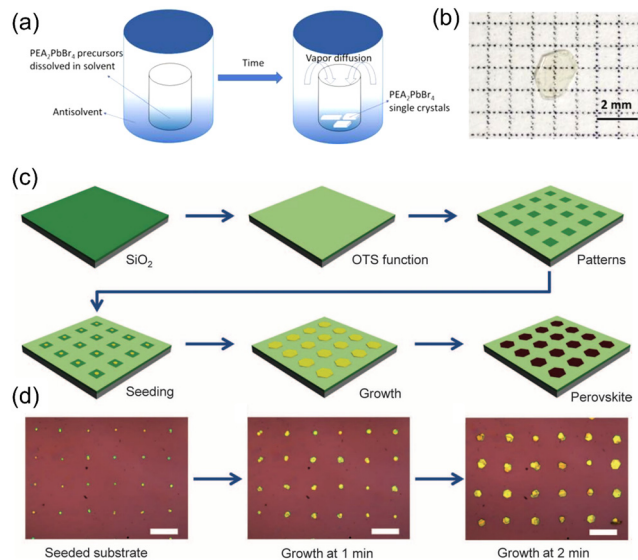 (a)
PEA₂PbBr₄ precursors
dissolved in solvent
Antisolvent
Time
Vapor diffusion
PEA₂PbBr₄
single crystals
(b)
2 mm
(c)
SiO₂
OTS function
Patterns
Seeding
Growth
Perovskite
(d)
Seeded substrate
Growth at 1 min
Growth at 2 min